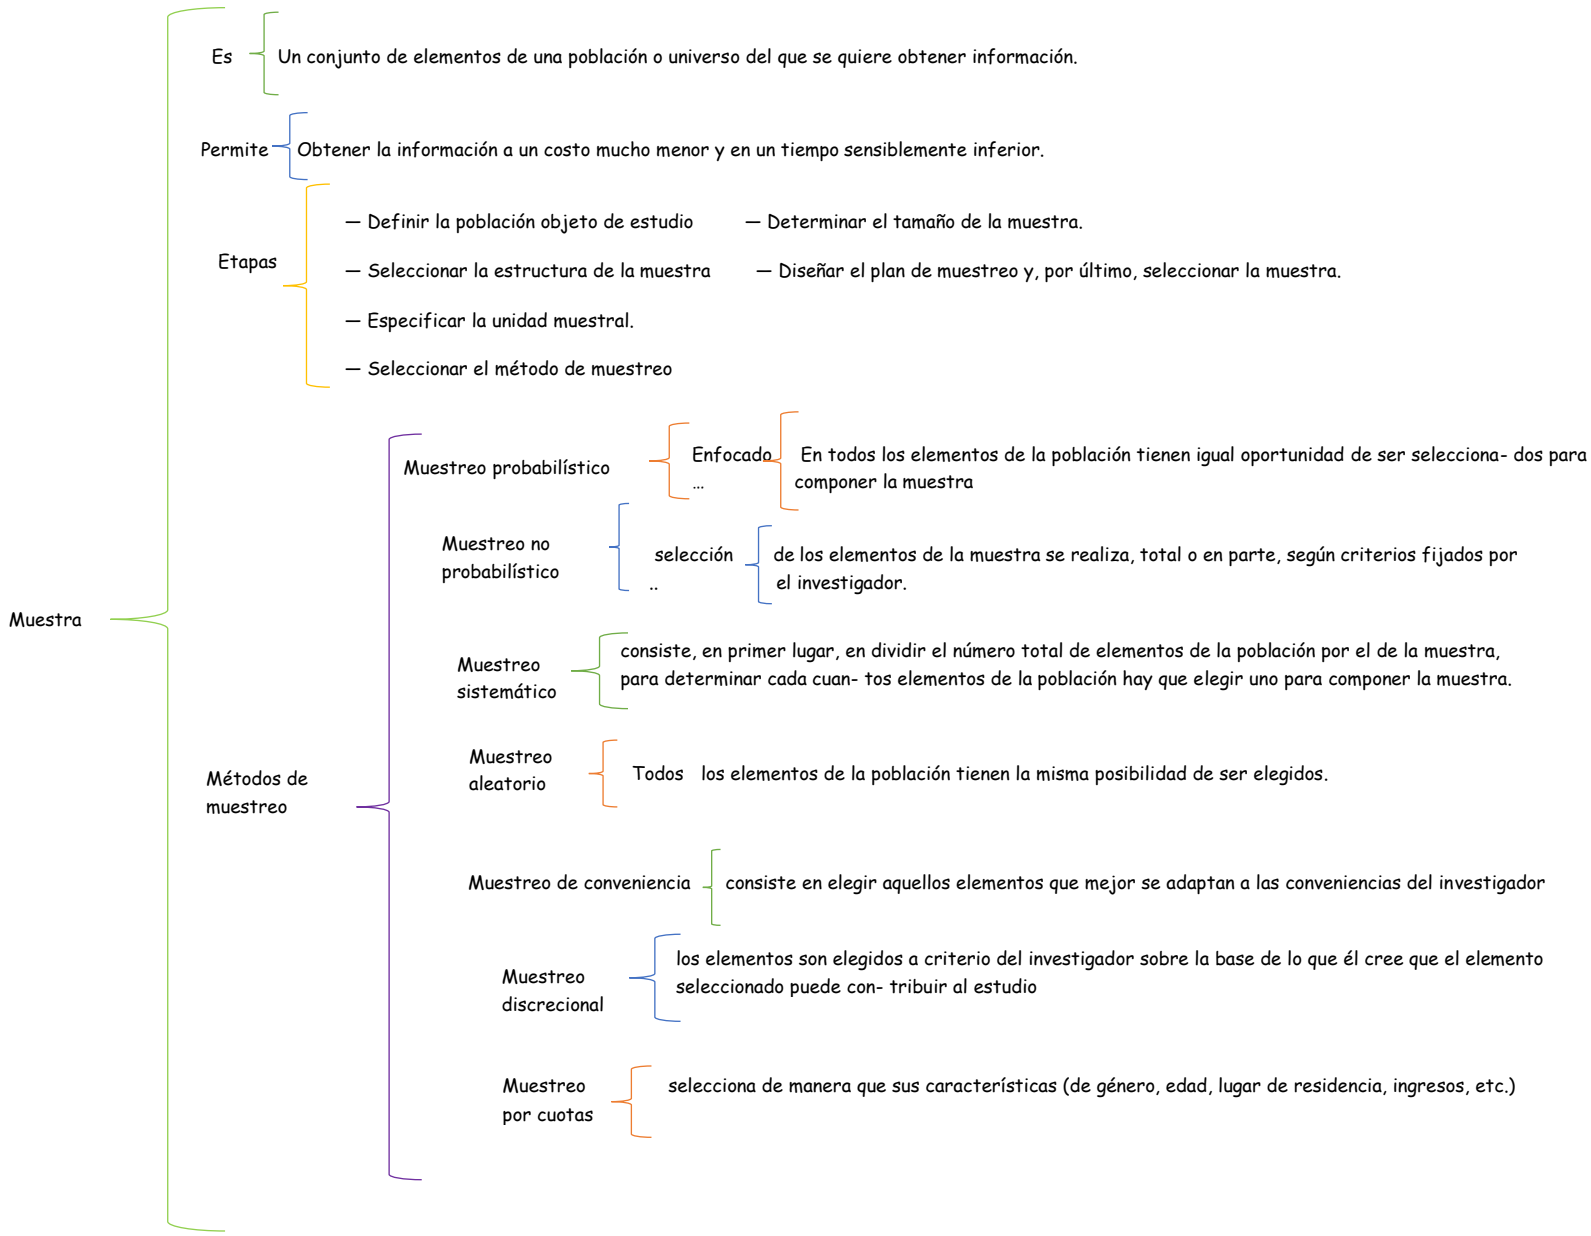 Es
Un conjunto de elementos de una población o universo del que se quiere obtener información.
Permite
Obtener la información a un costo mucho menor y en un tiempo sensiblemente inferior.
Etapas
— Definir la población objeto de estudio — Determinar el tamaño de la muestra.
— Seleccionar la estructura de la muestra — Diseñar el plan de muestreo y, por último, seleccionar la muestra.
— Especificar la unidad muestral.
— Seleccionar el método de muestreo
Muestra
Métodos de
muestreo
Muestreo probabilístico
Enfocado
...
En todos los elementos de la población tienen igual oportunidad de ser selecciona- dos para
componer la muestra
Muestreo no
probabilístico
selección
..
de los elementos de la muestra se realiza, total o en parte, según criterios fijados por
el investigador.
Muestreo
sistemático
consiste, en primer lugar, en dividir el número total de elementos de la población por el de la muestra,
para determinar cada cuan- tos elementos de la población hay que elegir uno para componer la muestra.
Muestreo
aleatorio
Todos los elementos de la población tienen la misma posibilidad de ser elegidos.
Muestreo de conveniencia
consiste en elegir aquellos elementos que mejor se adaptan a las conveniencias del investigador
Muestreo
discrecional
los elementos son elegidos a criterio del investigador sobre la base de lo que él cree que el elemento
seleccionado puede con- tribuir al estudio
Muestreo
por cuotas
selecciona de manera que sus características (de género, edad, lugar de residencia, ingresos, etc.)